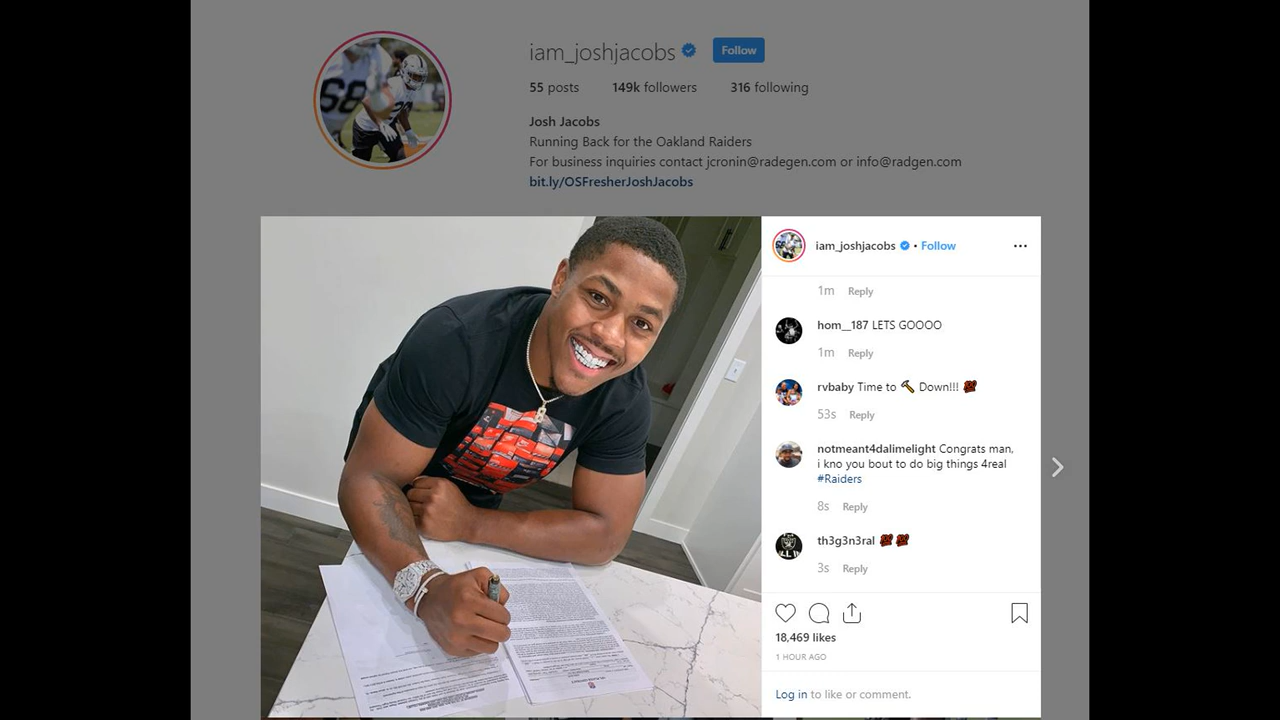 iam_joshjacobs Follow
55 posts 149k followers 316 following
Josh Jacobs
Running Back for the Oakland Raiders
For business inquiries contact jcronin@radegen.com or info@radgen.com
bit.ly/OSFresherJoshJacobs
68
iam_joshjacobs • Follow
1m Reply
hom__187 LETS GOOOO
1m Reply
rvbaby Time to 🔨 Down!!! 💯
53s Reply
notmeant4dalimelight Congrats man,
i kno you bout to do big things 4real
#Raiders
8s Reply
th3g3n3ral 💯 💯
3s Reply
18,469 likes
1 HOUR AGO
Log in to like or comment.